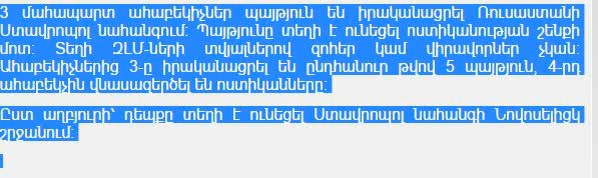 3 մահապարտ ահաբեկիչներ պայթյուն են իրականացրել Ռուսաստանի
Ստավրոպոլ նահանգում: Պայթյունը տեղի է ունեցել ոստիկանության շենքի
մոտ: Տեղի ԶԼՄ-ների տվյալներով զոհեր կամ վիրավորներ չկան:
Ահաբեկիչներից 3-ը իրականացրել են ընդհանուր թվով 5 պայթյուն, 4-րդ
ահաբեկչին վնասազերծել են ոստիկանները:
Ըստ աղբյուրի՝ դեպքը տեղի է ունեցել Ստավրոպոլ նահանգի Նովոսելիցկ
շրջանում: